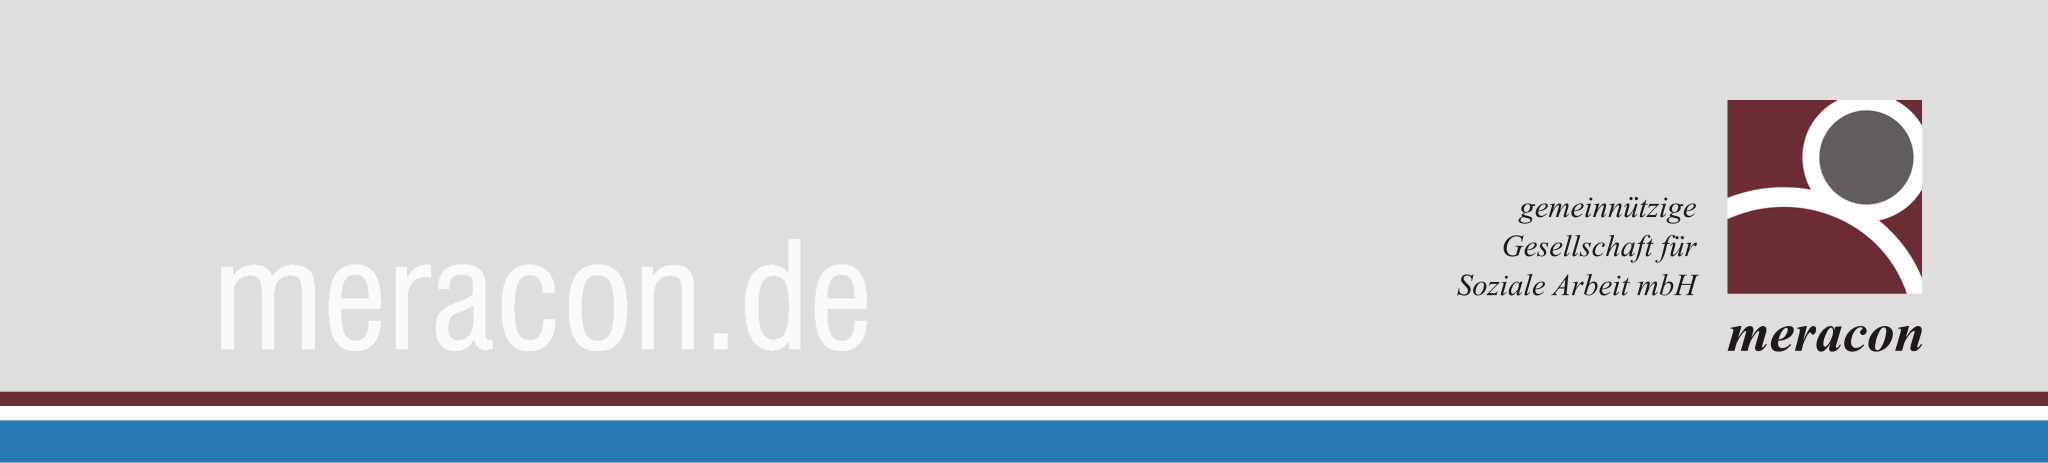 meracon.de
gemeinnützige
Gesellschaft für
Soziale Arbeit mbH
meracon